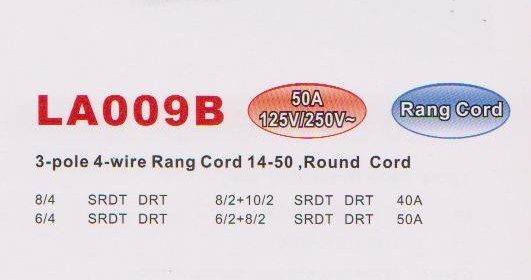 LA009B
50A
125V/250V~
Rang Cord
3-pole 4-wire Rang Cord 14-50 ,Round Cord
8/4 SRDT DRT 8/2+10/2 SRDT DRT 40A
6/4 SRDT DRT 6/2+8/2 SRDT DRT 50A